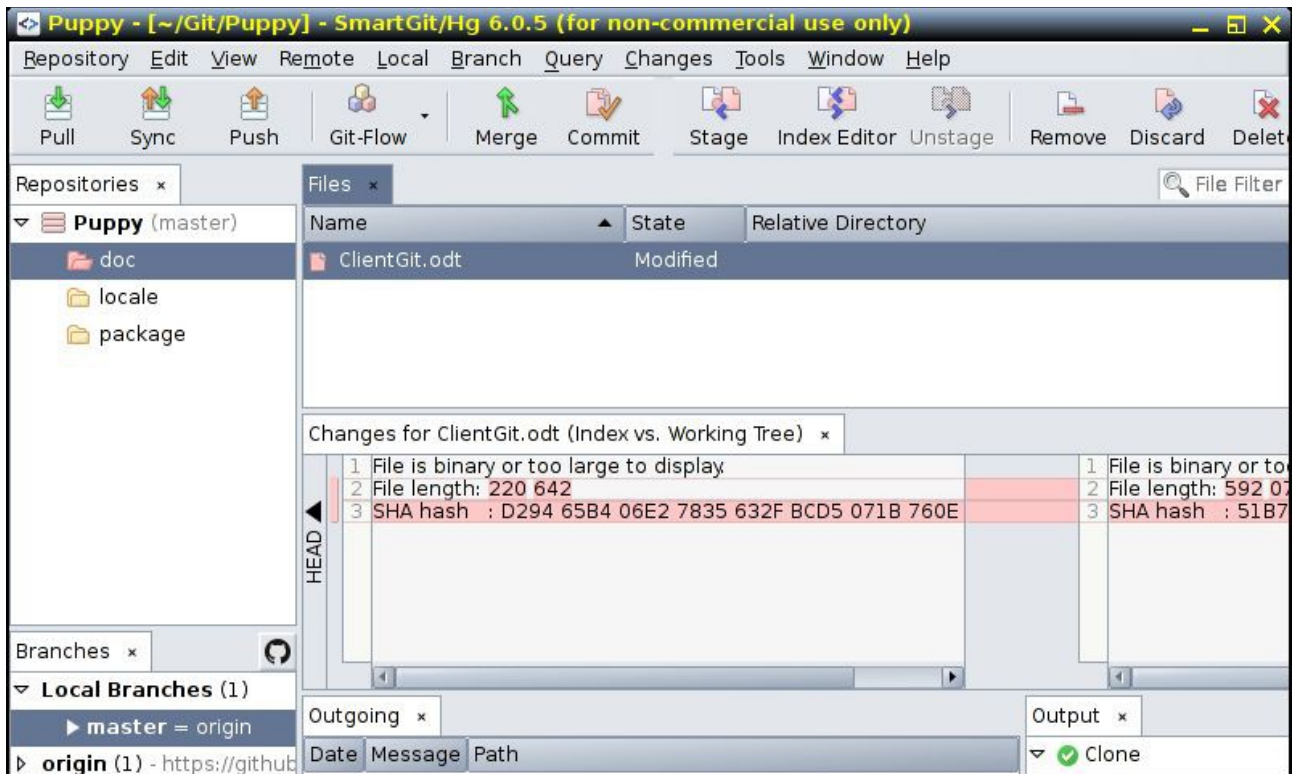 Puppy - [~/Git/Puppy] - SmartGit/Hg 6.0.5 (for non-commercial use only)
Repository Edit View Remote Local Branch Query Changes Tools Window Help
Pull Sync Push Git-Flow Merge Commit Stage Index Editor Unstage Remove Discard
Repositories
Puppy (master)
doc
locale
package
Files
File Filter
Name State Relative Directory
ClientGit.odt Modified
Changes for ClientGit.odt (Index vs. Working Tree)
HEAD
1 File is binary or too large to display.
2 File length: 220 642
3 SHA hash : D294 65B4 06E2 7835 632F BCD5 071B 760E
1 File is binary or
2 File length: 592
3 SHA hash : 51B7
Branches
Local Branches (1)
master = origin
origin (1) - https://github
Outgoing
Date Message Path
Output
Clone